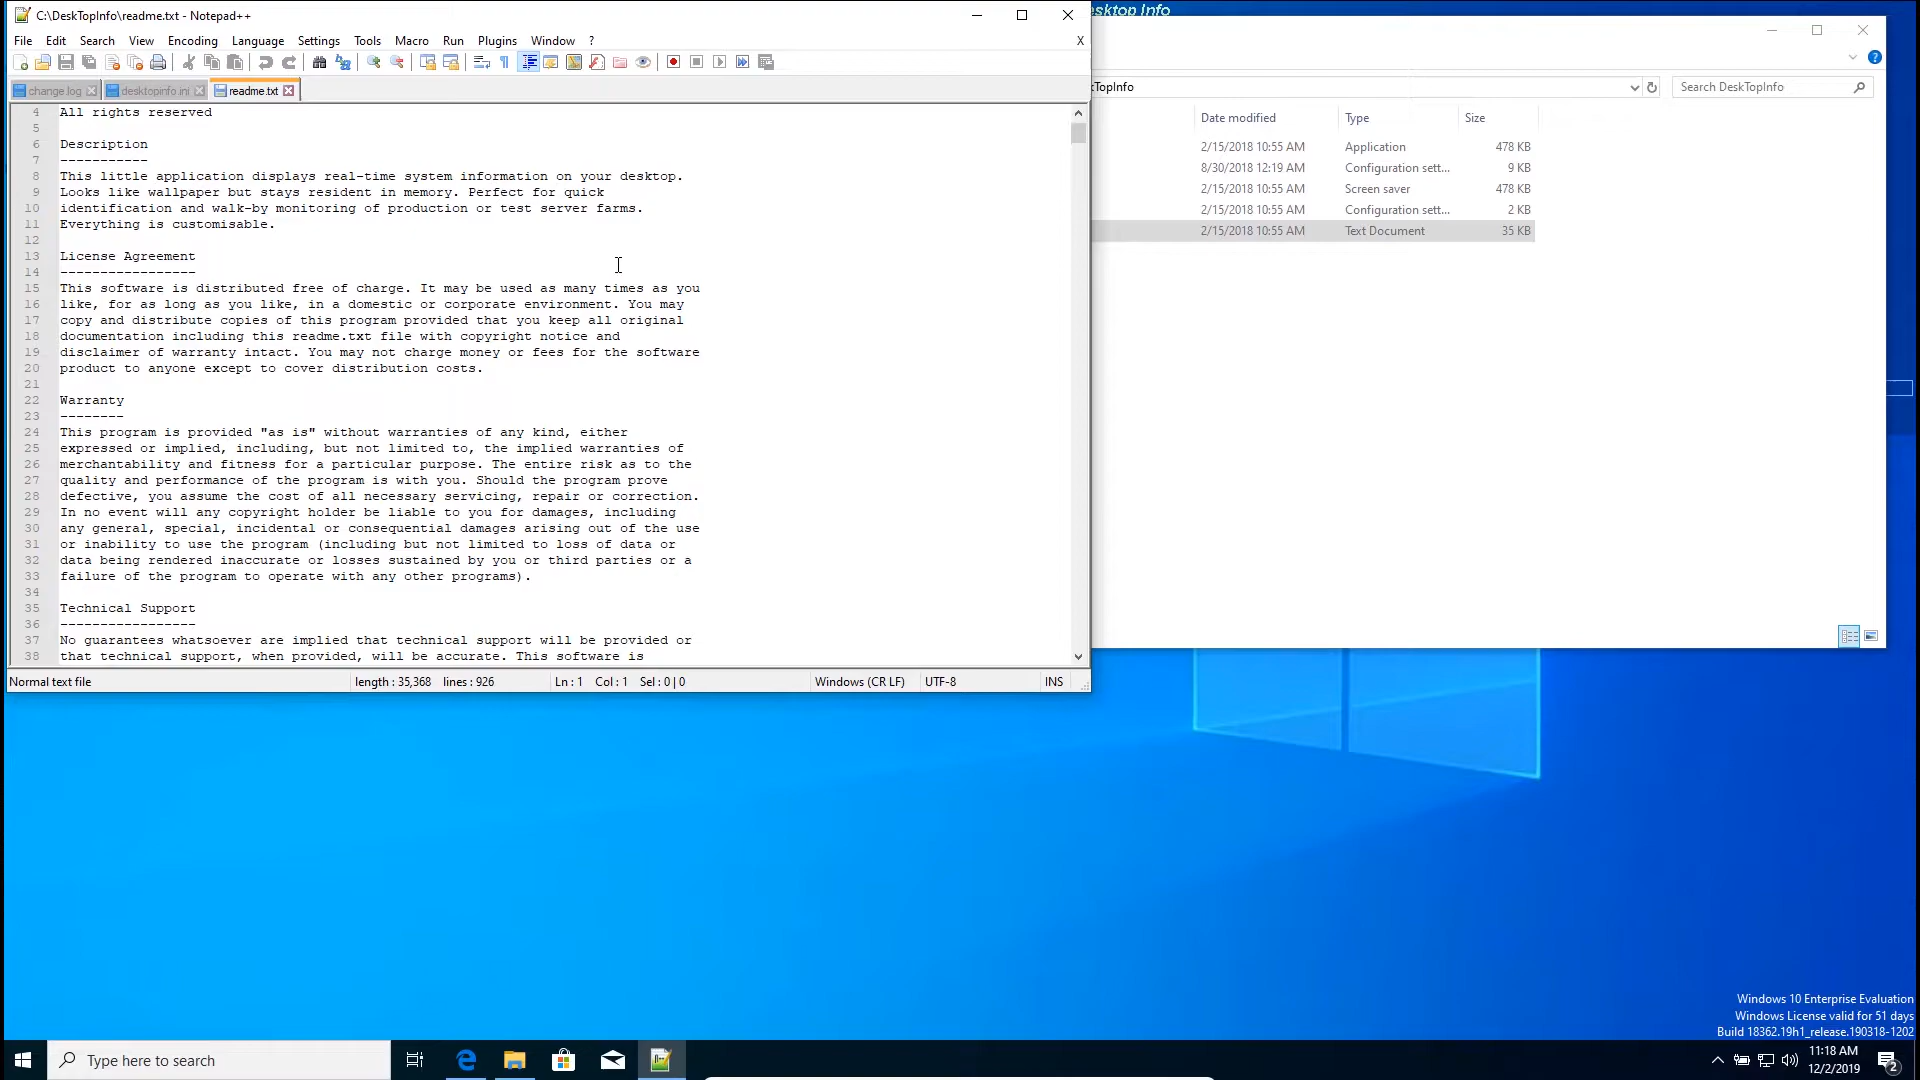 C:\DeskTopInfo\readme.txt - Notepad++
File Edit Search View Encoding Language Settings Tools Macro Run Plugins Window ? X
change.log desktopinfo.ini readme.txt
4 All rights reserved
5
6 Description
7 -----------
8 This little application displays real-time system information on your desktop.
9 Looks like wallpaper but stays resident in memory. Perfect for quick
10 identification and walk-by monitoring of production or test server farms.
11 Everything is customisable.
12
13 License Agreement
14 -----------------
15 This software is distributed free of charge. It may be used as many times as you
16 like, for as long as you like, in a domestic or corporate environment. You may
17 copy and distribute copies of this program provided that you keep all original
18 documentation including this readme.txt file with copyright notice and
19 disclaimer of warranty intact. You may not charge money or fees for the software
20 product to anyone except to cover distribution costs.
21
22 Warranty
23 --------
24 This program is provided "as is" without warranties of any kind, either
25 expressed or implied, including, but not limited to, the implied warranties of
26 merchantability and fitness for a particular purpose. The entire risk as to the
27 quality and performance of the program is with you. Should the program prove
28 defective, you assume the cost of all necessary servicing, repair or correction.
29 In no event will any copyright holder be liable to you for damages, including
30 any general, special, incidental or consequential damages arising out of the use
31 or inability to use the program (including but not limited to loss of data or
32 data being rendered inaccurate or losses sustained by you or third parties or a
33 failure of the program to operate with any other programs).
34
35 Technical Support
36 -----------------
37 No guarantees whatsoever are implied that technical support will be provided or
38 that technical support, when provided, will be accurate. This software is
Normal text file length : 35,368 lines : 926 Ln : 1 Col : 1 Sel : 0 | 0 Windows (CR LF) UTF-8 INS
sktop Info
TopInfo Search DeskTopInfo
Date modified Type Size
2/15/2018 10:55 AM Application 478 KB
8/30/2018 12:19 AM Configuration sett... 9 KB
2/15/2018 10:55 AM Screen saver 478 KB
2/15/2018 10:55 AM Configuration sett... 2 KB
2/15/2018 10:55 AM Text Document 35 KB
Windows 10 Enterprise Evaluation
Windows License valid for 51 days
Build 18362.19h1_release.190318-1202
Type here to search
11:18 AM
12/2/2019
2